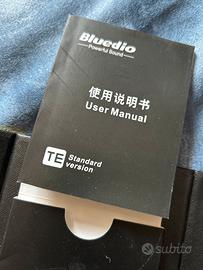 Bluedio
Powerful Sound
使用说明书
User Manual
TE Standard
version
subito